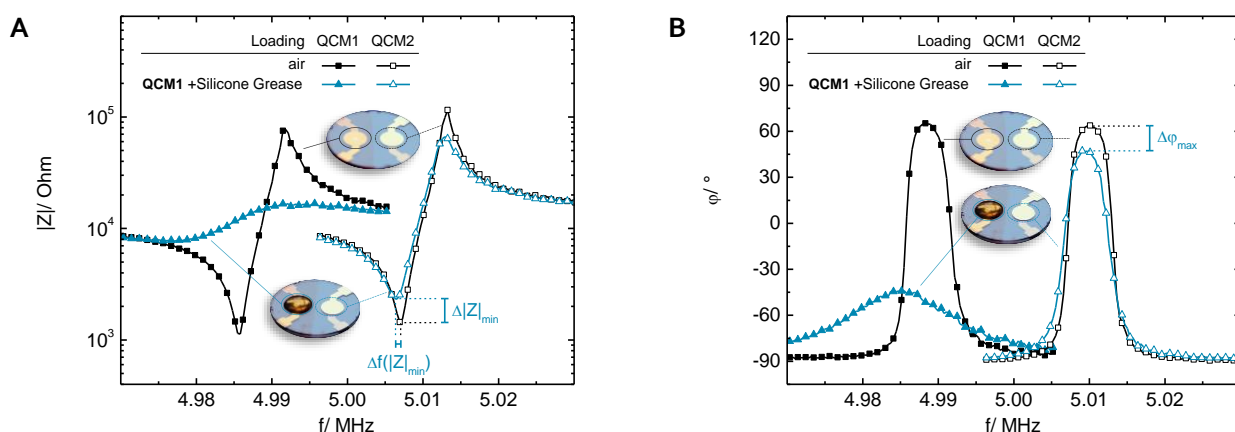 A
Loading QCM1 QCM2
air
QCM1 +Silicone Grease
10^5
10^4
10^3
|Z|/ Ohm
Δ|Z|min
Δf(|Z|min)
4.98 4.99 5.00 5.01 5.02
f/ MHz
B
Loading QCM1 QCM2
air
QCM1 +Silicone Grease
120
90
60
30
0
-30
-60
-90
φ/ °
Δφmax
4.98 4.99 5.00 5.01 5.02
f/ MHz